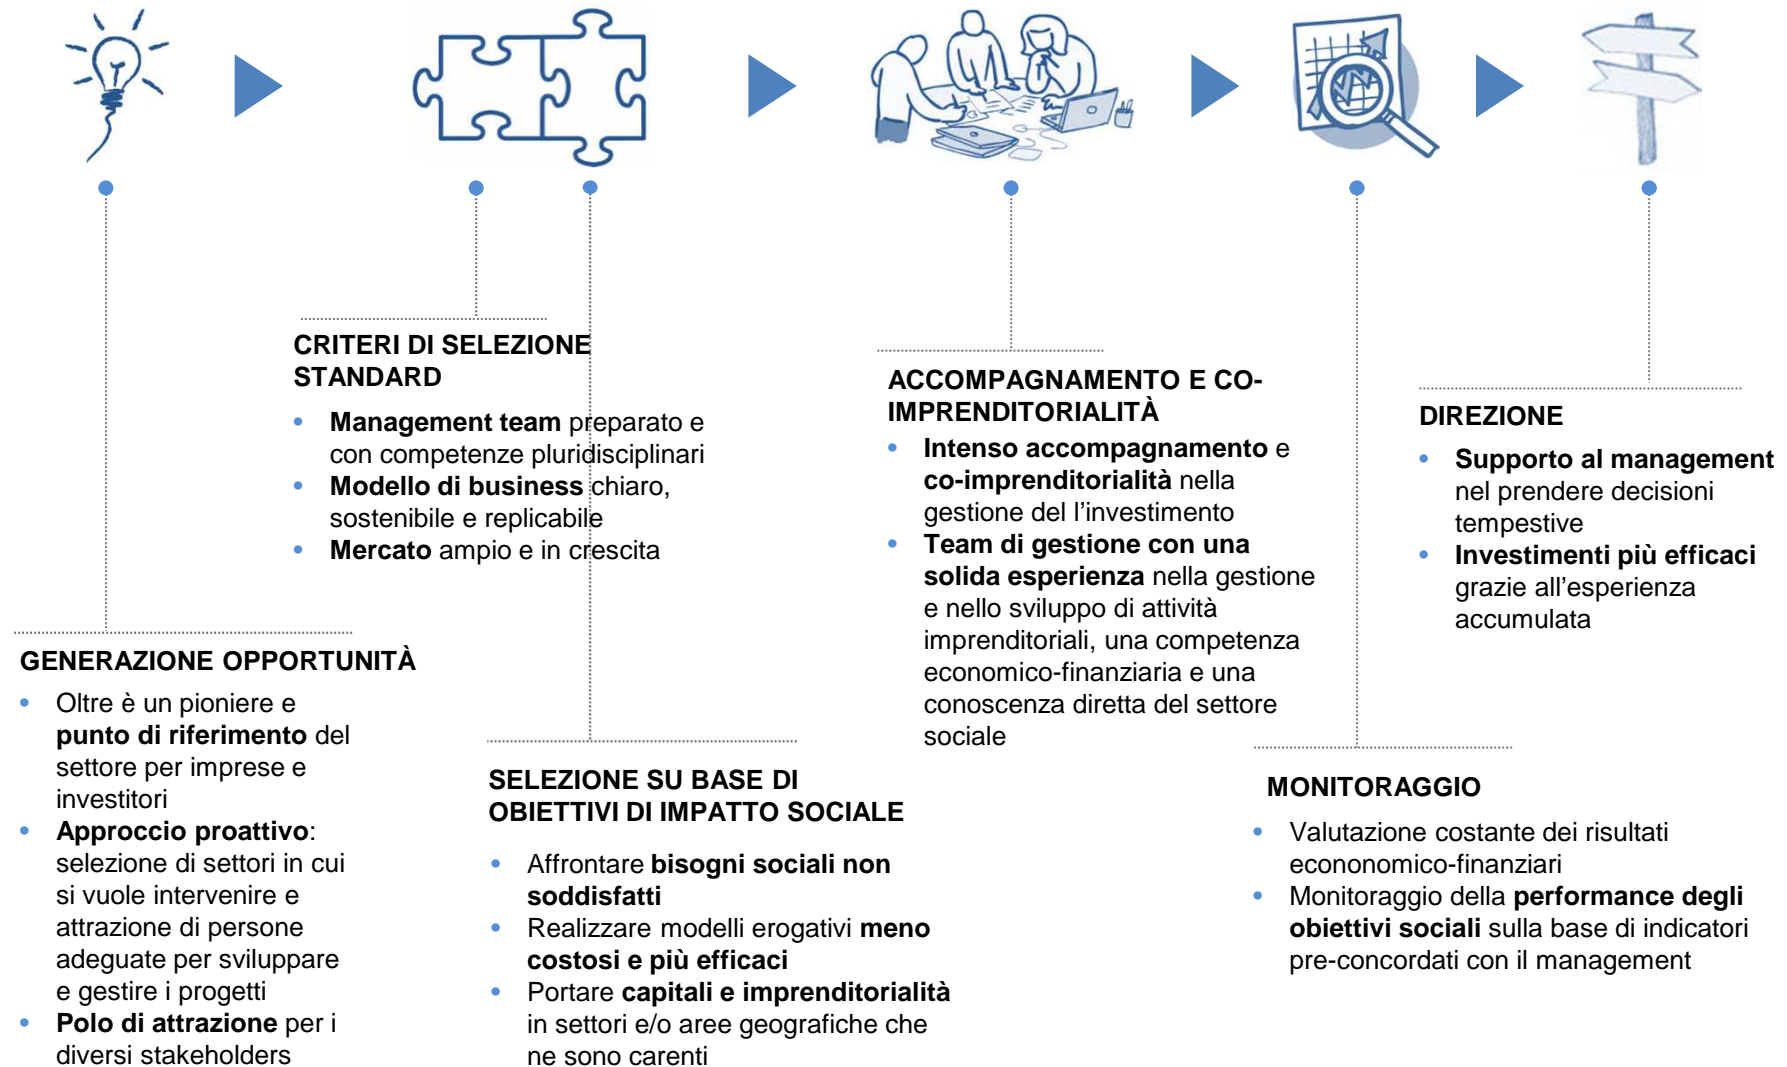 GENERAZIONE OPPORTUNITÀ
• Oltre è un pioniere e
punto di riferimento del
settore per imprese e
investitori
• Approccio proattivo:
selezione di settori in cui
si vuole intervenire e
attrazione di persone
adeguate per sviluppare
e gestire i progetti
• Polo di attrazione per i
diversi stakeholders
CRITERI DI SELEZIONE
STANDARD
• Management team preparato e
con competenze pluridisciplinari
• Modello di business chiaro,
sostenibile e replicabile
• Mercato ampio e in crescita
SELEZIONE SU BASE DI
OBIETTIVI DI IMPATTO SOCIALE
• Affrontare bisogni sociali non
soddisfatti
• Realizzare modelli erogativi meno
costosi e più efficaci
• Portare capitali e imprenditorialità
in settori e/o aree geografiche che
ne sono carenti
ACCOMPAGNAMENTO E CO-
IMPRENDITORIALITÀ
• Intenso accompagnamento e
co-imprenditorialità nella
gestione del l’investimento
• Team di gestione con una
solida esperienza nella gestione
e nello sviluppo di attività
imprenditoriali, una competenza
economico-finanziaria e una
conoscenza diretta del settore
sociale
MONITORAGGIO
• Valutazione costante dei risultati
econonomico-finanziari
• Monitoraggio della performance degli
obiettivi sociali sulla base di indicatori
pre-concordati con il management
DIREZIONE
• Supporto al management
nel prendere decisioni
tempestive
• Investimenti più efficaci
grazie all’esperienza
accumulata